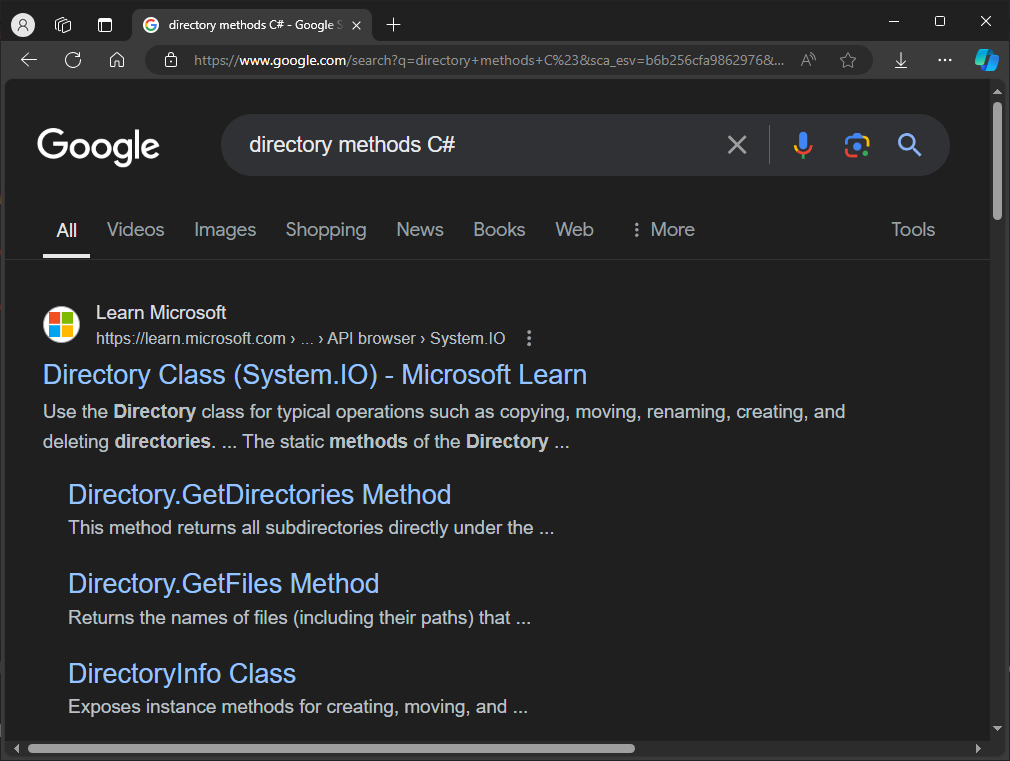 directory methods C# - Google S
https://www.google.com/search?q=directory+methods+C%23&sca_esv=b6b256cfa9862976&...
Google
directory methods C#
All Videos Images Shopping News Books Web More Tools
Learn Microsoft
https://learn.microsoft.com › ... › API browser › System.IO
Directory Class (System.IO) - Microsoft Learn
Use the Directory class for typical operations such as copying, moving, renaming, creating, and
deleting directories. ... The static methods of the Directory ...
Directory.GetDirectories Method
This method returns all subdirectories directly under the ...
Directory.GetFiles Method
Returns the names of files (including their paths) that ...
DirectoryInfo Class
Exposes instance methods for creating, moving, and ...